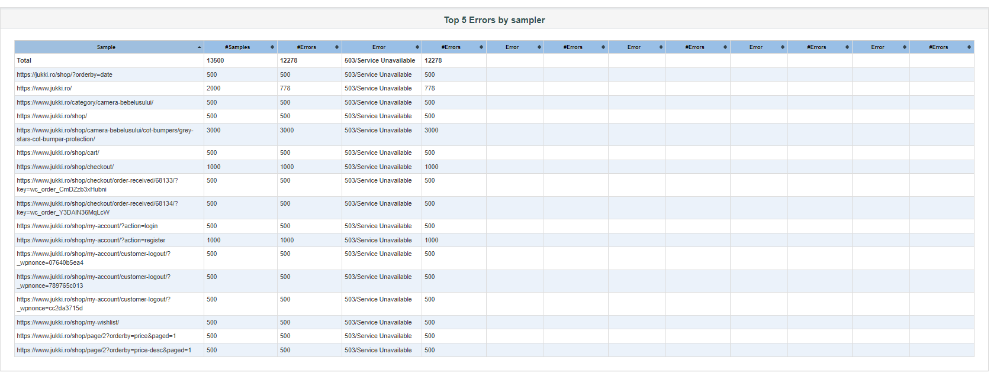 Top 5 Errors by sampler
Sample #Samples #Errors Error #Errors Error #Errors Error #Errors Error #Errors Error #Errors
Total 13500 12278 503/Service Unavailable 12278
https://jukki.ro/shop/?orderby=date 500 500 503/Service Unavailable 500
https://www.jukki.ro/ 2000 778 503/Service Unavailable 778
https://www.jukki.ro/category/camera-bebelusului/ 500 500 503/Service Unavailable 500
https://www.jukki.ro/shop/ 500 500 503/Service Unavailable 500
https://www.jukki.ro/shop/camera-bebelusului/cot-bumpers/grey- 3000 3000 503/Service Unavailable 3000
stars-cot-bumper-protection/
https://www.jukki.ro/shop/cart/ 500 500 503/Service Unavailable 500
https://www.jukki.ro/shop/checkout/ 1000 1000 503/Service Unavailable 1000
https://www.jukki.ro/shop/checkout/order-received/68133/? 500 500 503/Service Unavailable 500
key=wc_order_CmDZzb3xHubni
https://www.jukki.ro/shop/checkout/order-received/68134/? 500 500 503/Service Unavailable 500
key=wc_order_Y3DAIN36MqLcW
https://www.jukki.ro/shop/my-account/?action=login 500 500 503/Service Unavailable 500
https://www.jukki.ro/shop/my-account/?action=register 1000 1000 503/Service Unavailable 1000
https://www.jukki.ro/shop/my-account/customer-logout/? 500 500 503/Service Unavailable 500
_wpnonce=07640b5ea4
https://www.jukki.ro/shop/my-account/customer-logout/? 500 500 503/Service Unavailable 500
_wpnonce=789765c013
https://www.jukki.ro/shop/my-account/customer-logout/? 500 500 503/Service Unavailable 500
_wpnonce=cc2da3715d
https://www.jukki.ro/shop/my-wishlist/ 500 500 503/Service Unavailable 500
https://www.jukki.ro/shop/page/2?orderby=price&paged=1 500 500 503/Service Unavailable 500
https://www.jukki.ro/shop/page/2?orderby=price-desc&paged=1 500 500 503/Service Unavailable 500